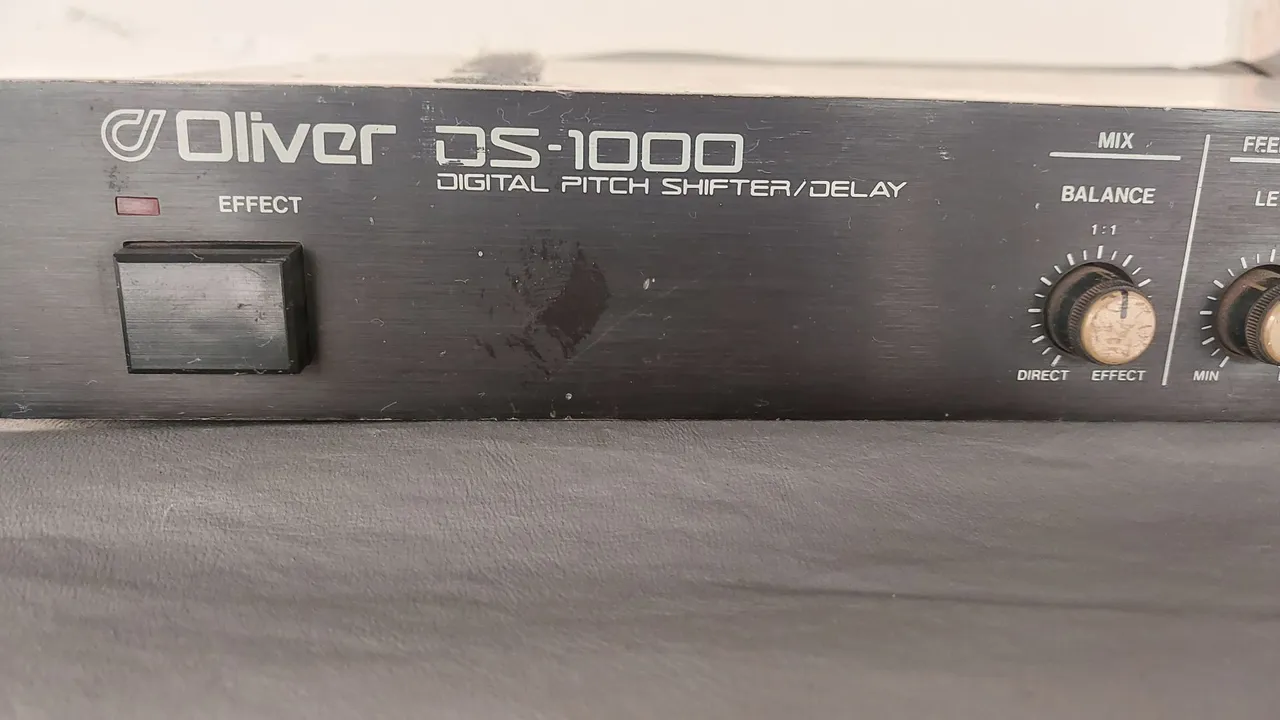 Oliver DS-1000
DIGITAL PITCH SHIFTER/DELAY
EFFECT
MIX
BALANCE
1:1
DIRECT EFFECT
MIN